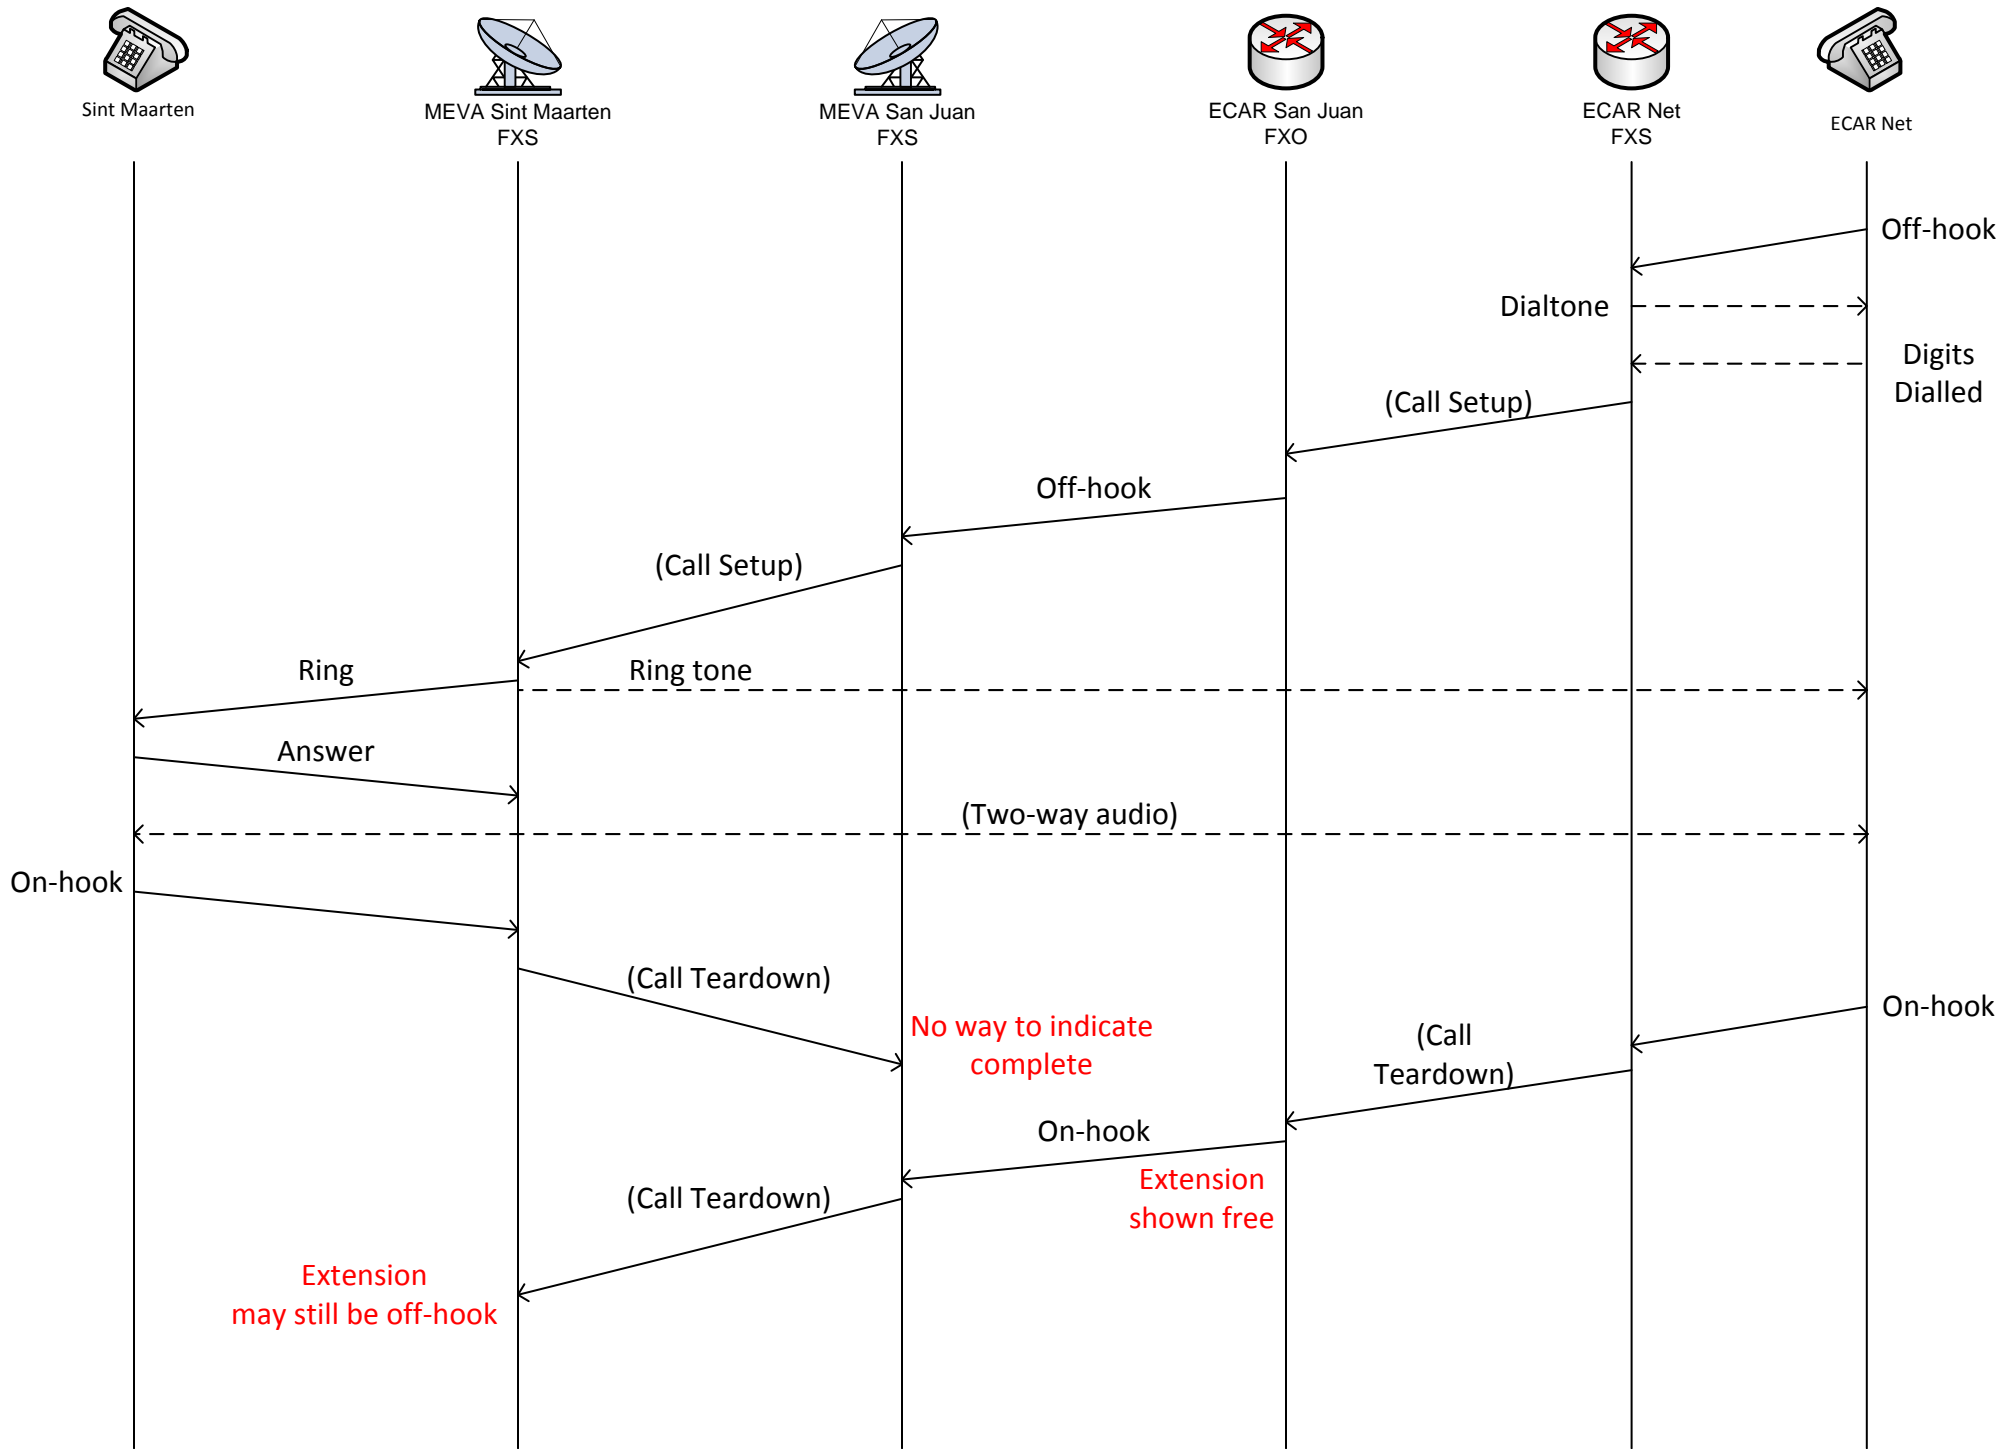 Sint Maarten
MEVA Sint Maarten
FXS
MEVA San Juan
FXS
ECAR San Juan
FXO
ECAR Net
FXS
ECAR Net
Off-hook
Dialtone
Digits
Dialled
(Call Setup)
Off-hook
(Call Setup)
Ring
Ring tone
Answer
(Two-way audio)
On-hook
(Call Teardown)
On-hook
No way to indicate
complete
(Call
Teardown)
On-hook
Extension
shown free
(Call Teardown)
Extension
may still be off-hook